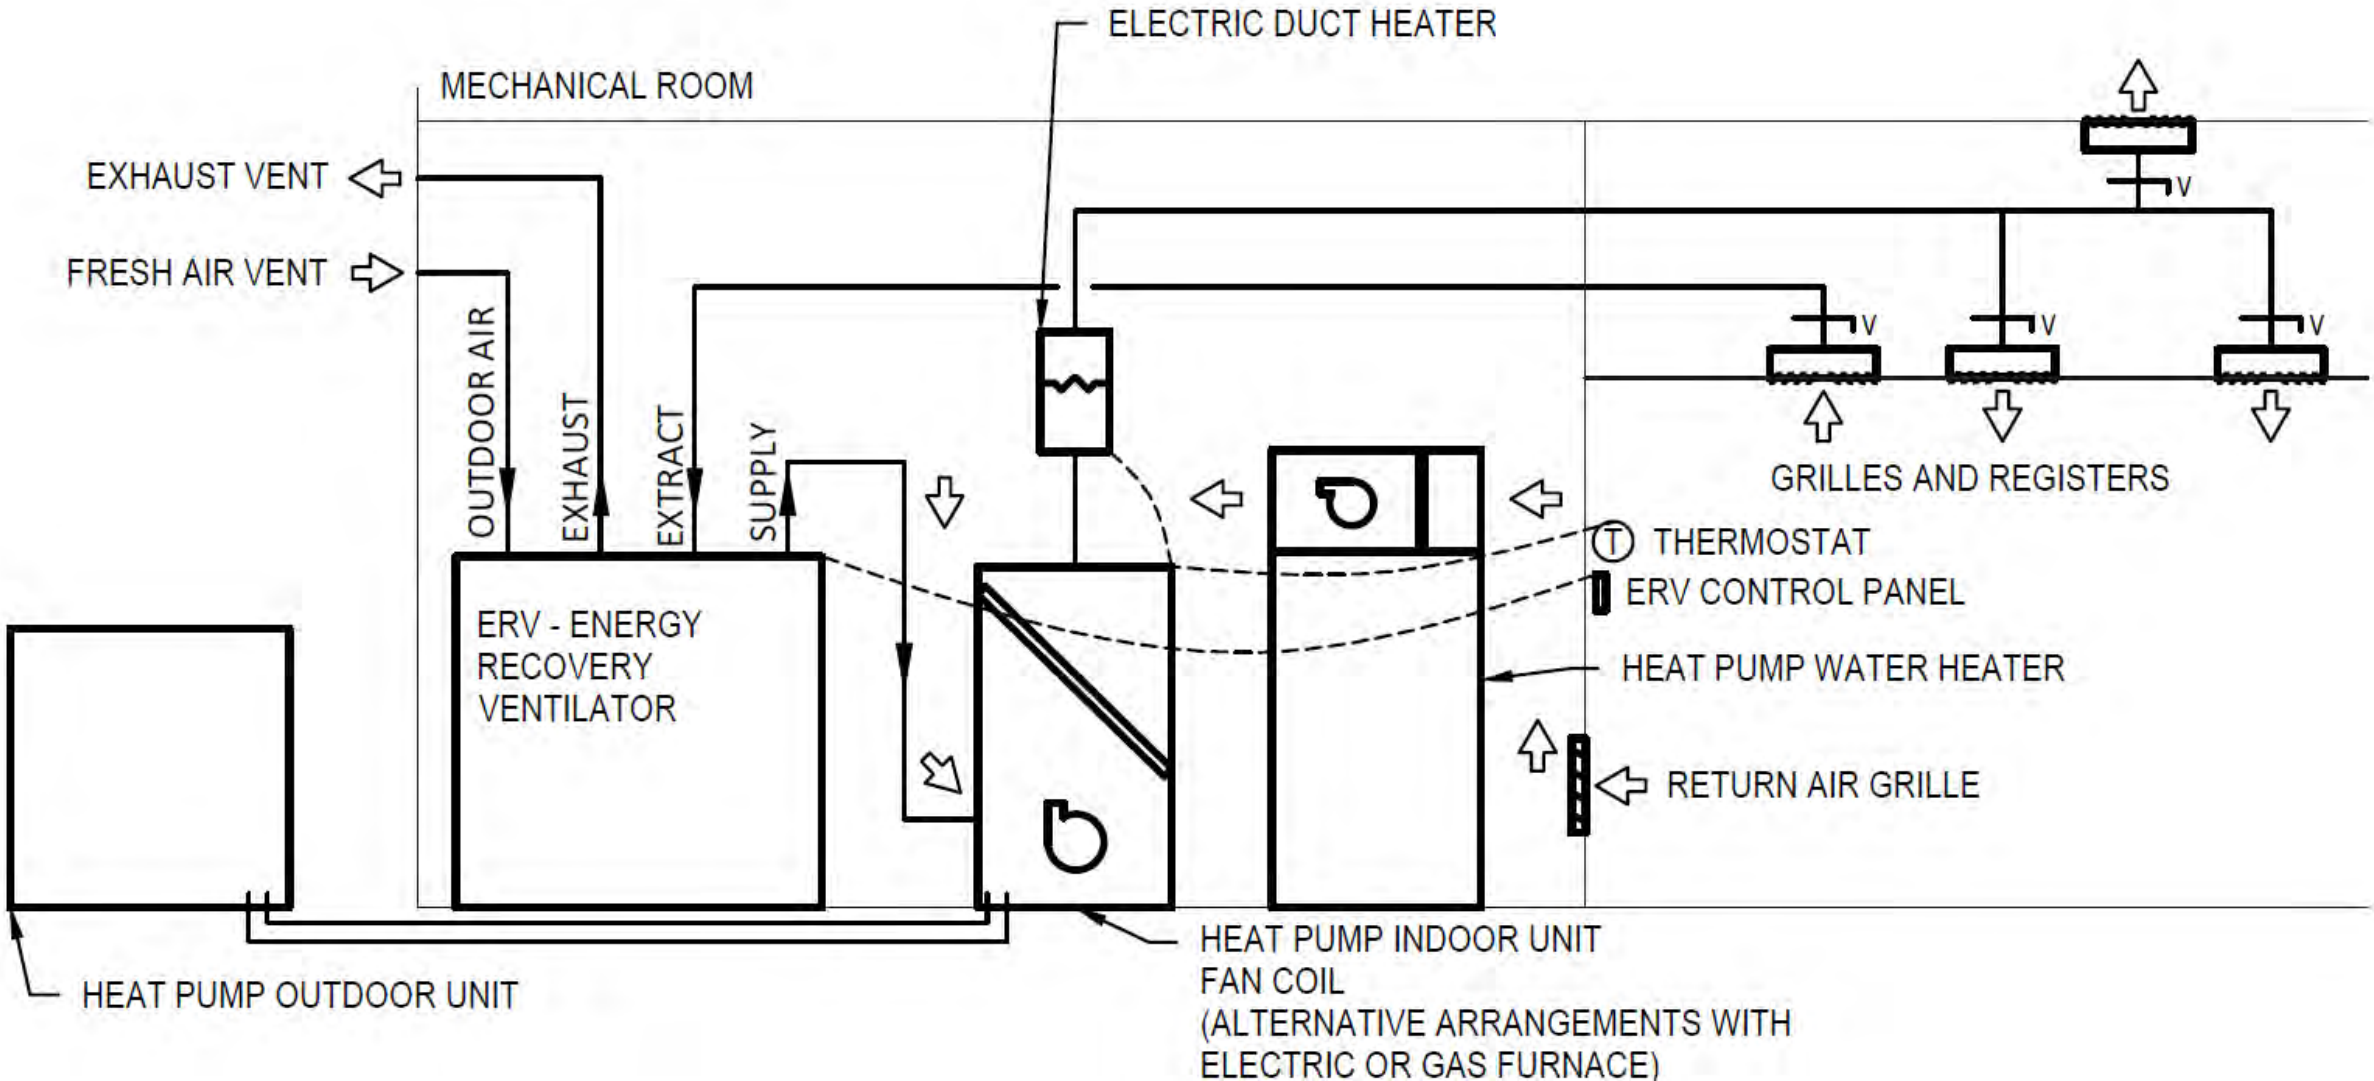 ELECTRIC DUCT HEATER
MECHANICAL ROOM
EXHAUST VENT
V
FRESH AIR VENT
OUTDOOR AIR
EXHAUST
EXTRACT
SUPPLY
V
V
V
GRILLES AND REGISTERS
T THERMOSTAT
ERV CONTROL PANEL
ERV - ENERGY
RECOVERY
VENTILATOR
HEAT PUMP WATER HEATER
RETURN AIR GRILLE
HEAT PUMP OUTDOOR UNIT
HEAT PUMP INDOOR UNIT
FAN COIL
(ALTERNATIVE ARRANGEMENTS WITH
ELECTRIC OR GAS FURNACE)